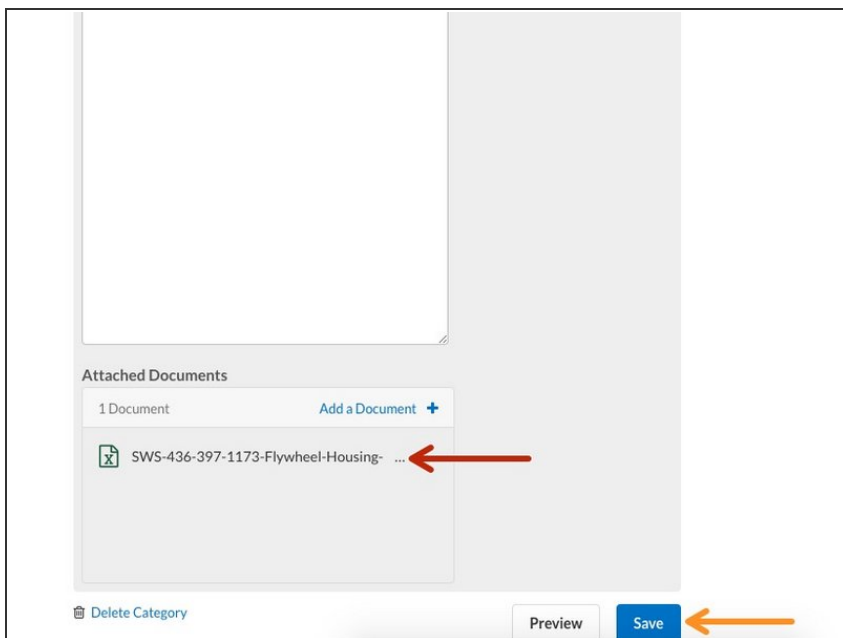 Attached Documents
1 Document Add a Document +
SWS-436-397-1173-Flywheel-Housing- ...
Delete Category
Preview Save